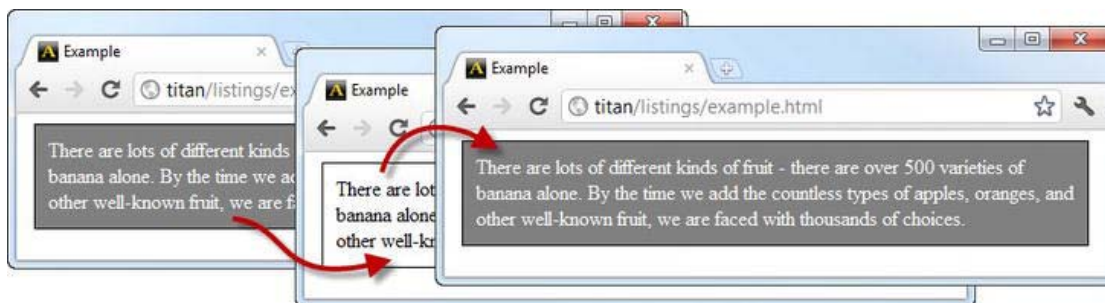 Example
titan/listings/ex
There are lots of different kinds
banana alone. By the time we ad
other well-known fruit, we are fa
Example
There are lot
banana alone
other well-kr
Example
titan/listings/example.html
There are lots of different kinds of fruit - there are over 500 varieties of
banana alone. By the time we add the countless types of apples, oranges, and
other well-known fruit, we are faced with thousands of choices.